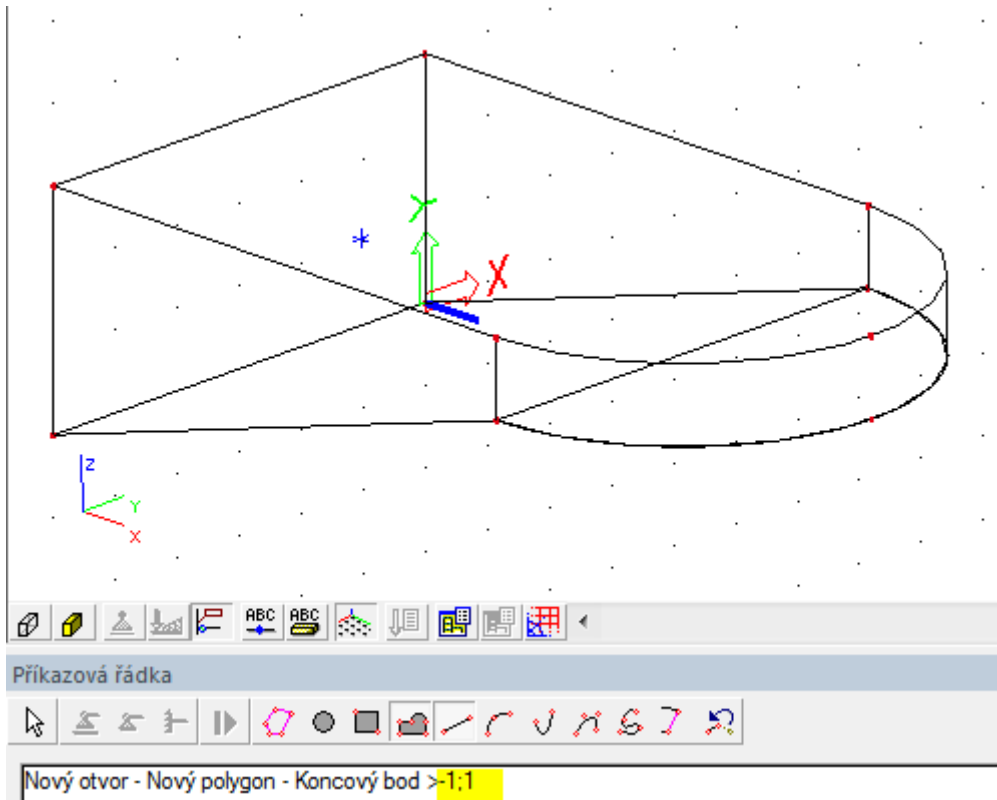 Y
X
Z
Y
X
ABC ABC
Příkazová řádka
Nový otvor - Nový polygon - Koncový bod >-1;1